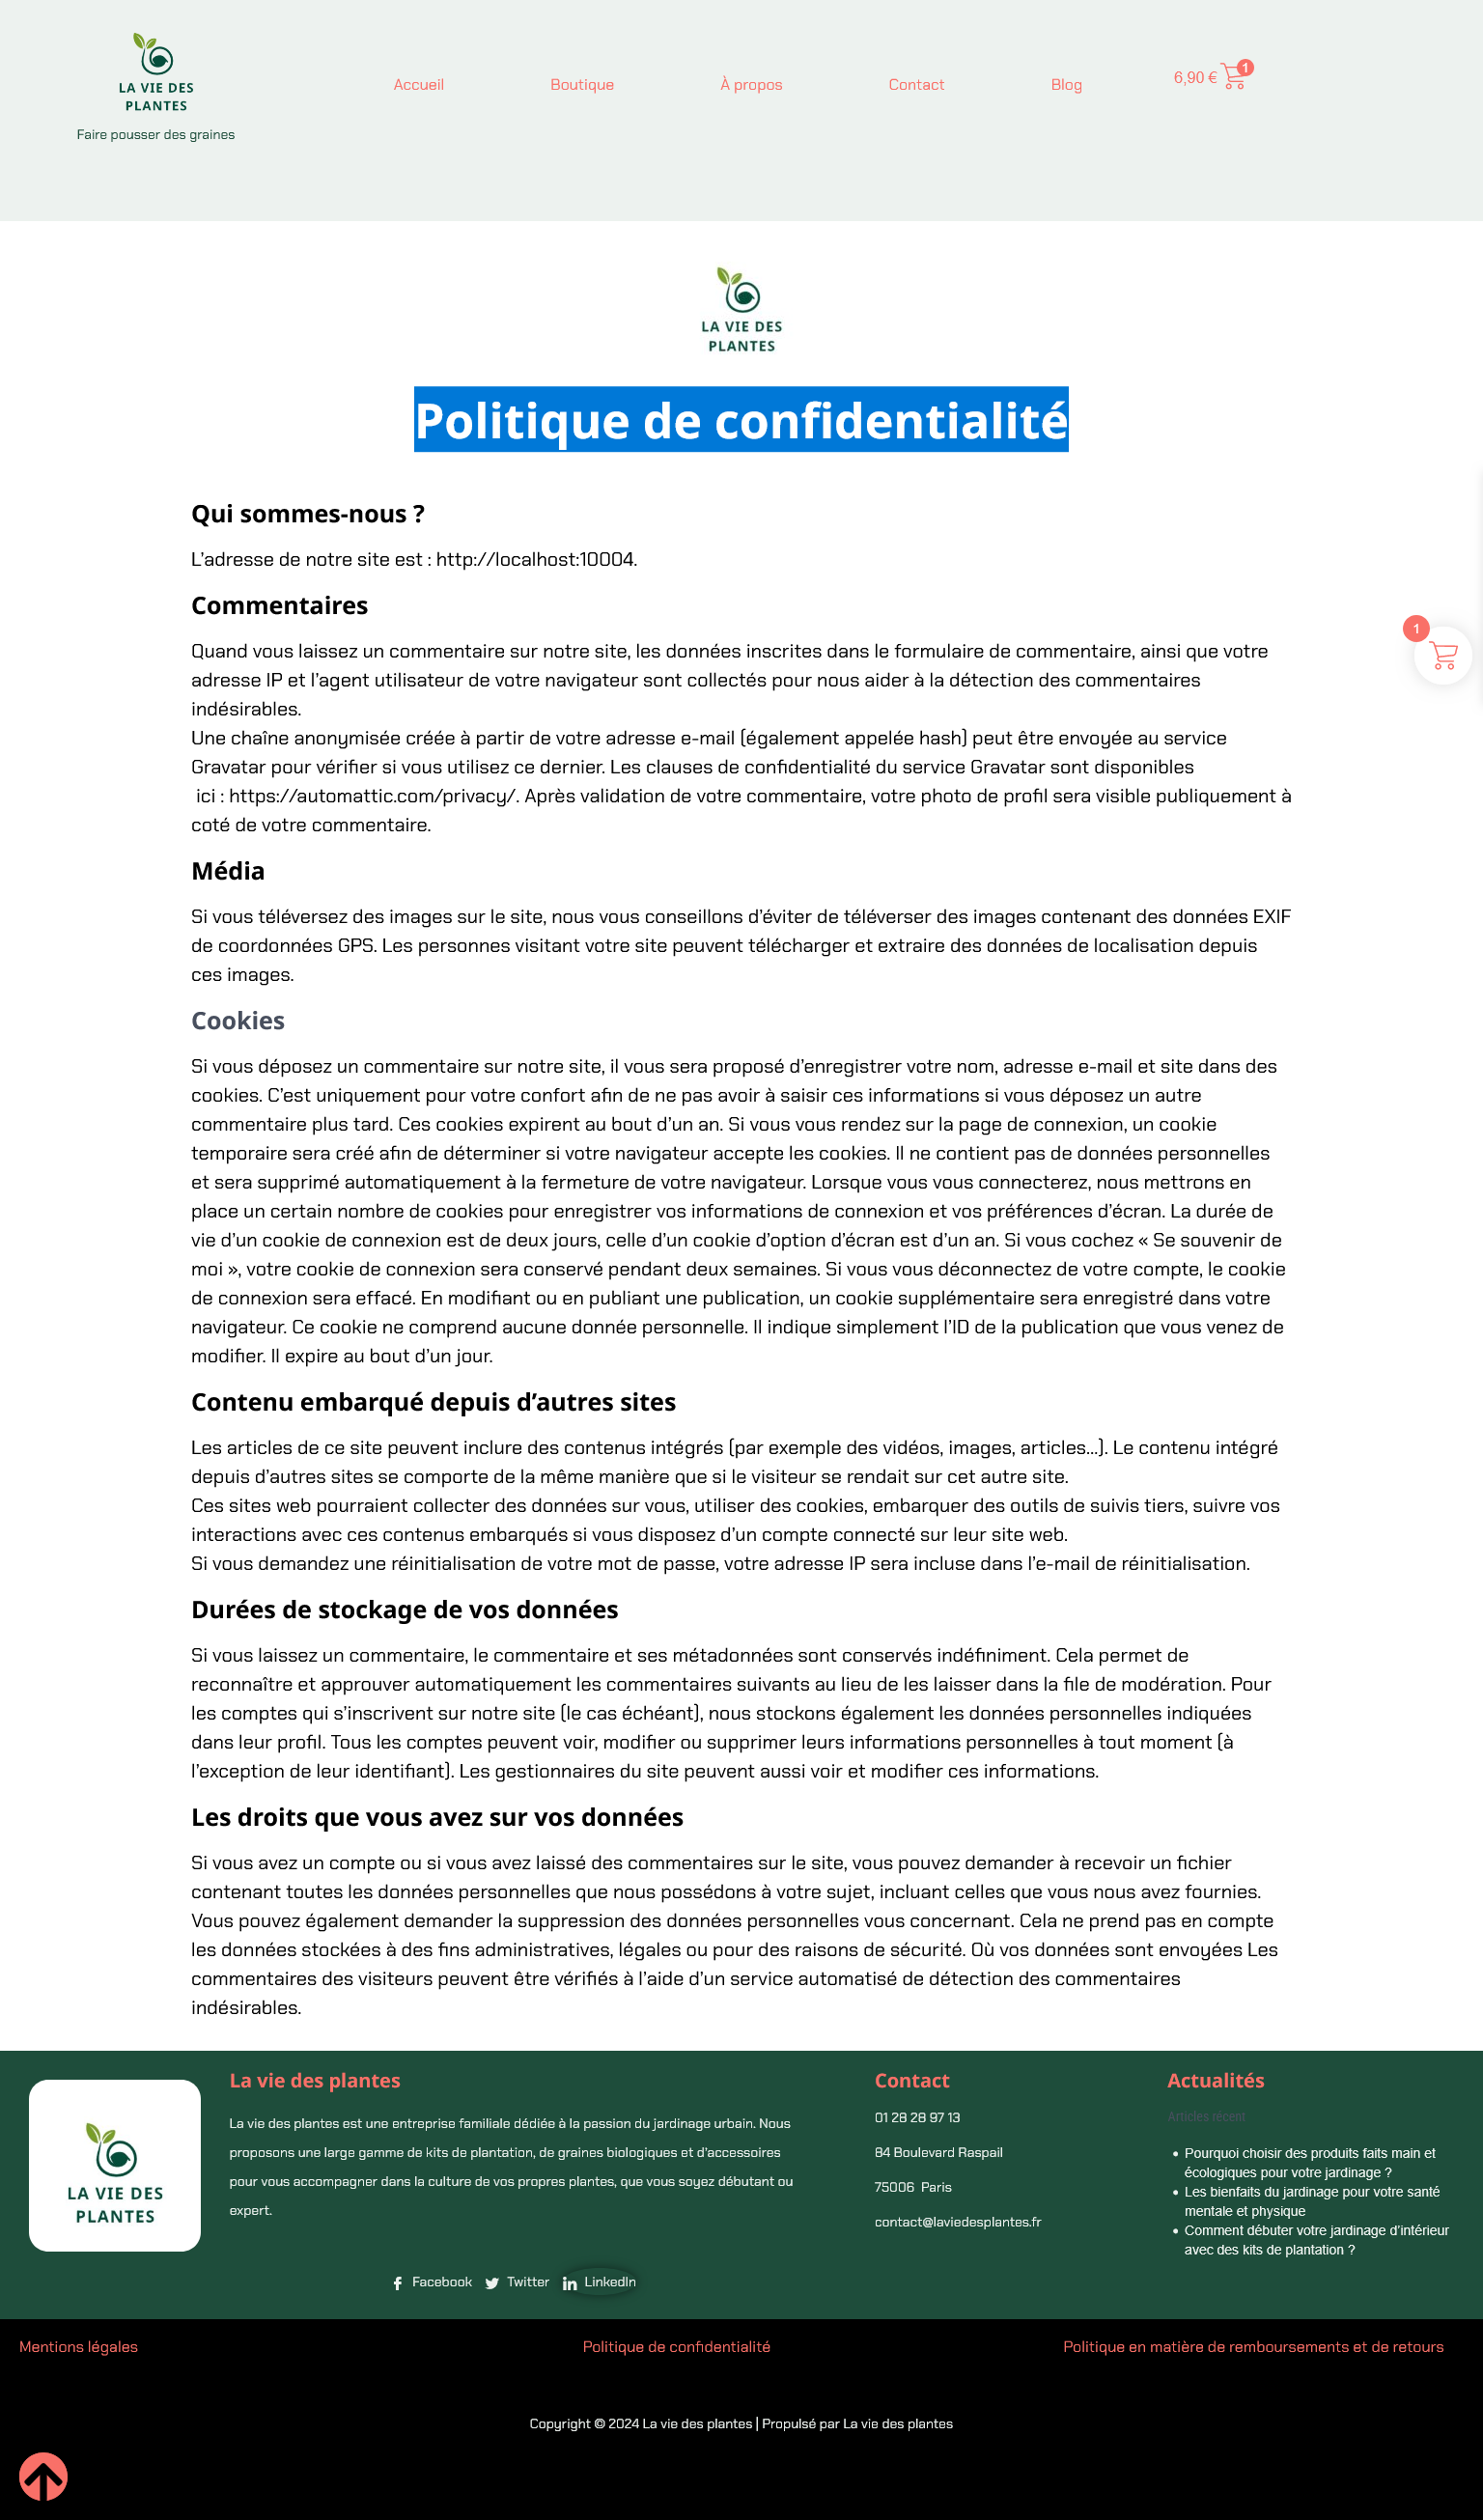 LA VIE DES
PLANTES
Faire pousser des graines
Accueil
Boutique
À propos
Contact
Blog
6,90 €
1
LA VIE DES
PLANTES
Politique de confidentialité
Qui sommes-nous ?
L’adresse de notre site est : http://localhost:10004.
Commentaires
1
Quand vous laissez un commentaire sur notre site, les données inscrites dans le formulaire de commentaire, ainsi que votre
adresse IP et l’agent utilisateur de votre navigateur sont collectés pour nous aider à la détection des commentaires
indésirables.
Une chaîne anonymisée créée à partir de votre adresse e-mail (également appelée hash) peut être envoyée au service
Gravatar pour vérifier si vous utilisez ce dernier. Les clauses de confidentialité du service Gravatar sont disponibles
ici : https://automattic.com/privacy/. Après validation de votre commentaire, votre photo de profil sera visible publiquement à
coté de votre commentaire.
Média
Si vous téléversez des images sur le site, nous vous conseillons d’éviter de téléverser des images contenant des données EXIF
de coordonnées GPS. Les personnes visitant votre site peuvent télécharger et extraire des données de localisation depuis
ces images.
Cookies
Si vous déposez un commentaire sur notre site, il vous sera proposé d’enregistrer votre nom, adresse e-mail et site dans des
cookies. C’est uniquement pour votre confort afin de ne pas avoir à saisir ces informations si vous déposez un autre
commentaire plus tard. Ces cookies expirent au bout d’un an. Si vous vous rendez sur la page de connexion, un cookie
temporaire sera créé afin de déterminer si votre navigateur accepte les cookies. Il ne contient pas de données personnelles
et sera supprimé automatiquement à la fermeture de votre navigateur. Lorsque vous vous connecterez, nous mettrons en
place un certain nombre de cookies pour enregistrer vos informations de connexion et vos préférences d’écran. La durée de
vie d’un cookie de connexion est de deux jours, celle d’un cookie d’option d’écran est d’un an. Si vous cochez « Se souvenir de
moi », votre cookie de connexion sera conservé pendant deux semaines. Si vous vous déconnectez de votre compte, le cookie
de connexion sera effacé. En modifiant ou en publiant une publication, un cookie supplémentaire sera enregistré dans votre
navigateur. Ce cookie ne comprend aucune donnée personnelle. Il indique simplement l’ID de la publication que vous venez de
modifier. Il expire au bout d’un jour.
Contenu embarqué depuis d’autres sites
Les articles de ce site peuvent inclure des contenus intégrés (par exemple des vidéos, images, articles…). Le contenu intégré
depuis d’autres sites se comporte de la même manière que si le visiteur se rendait sur cet autre site.
Ces sites web pourraient collecter des données sur vous, utiliser des cookies, embarquer des outils de suivis tiers, suivre vos
interactions avec ces contenus embarqués si vous disposez d’un compte connecté sur leur site web.
Si vous demandez une réinitialisation de votre mot de passe, votre adresse IP sera incluse dans l’e-mail de réinitialisation.
Durées de stockage de vos données
Si vous laissez un commentaire, le commentaire et ses métadonnées sont conservés indéfiniment. Cela permet de
reconnaître et approuver automatiquement les commentaires suivants au lieu de les laisser dans la file de modération. Pour
les comptes qui s’inscrivent sur notre site (le cas échéant), nous stockons également les données personnelles indiquées
dans leur profil. Tous les comptes peuvent voir, modifier ou supprimer leurs informations personnelles à tout moment (à
l’exception de leur identifiant). Les gestionnaires du site peuvent aussi voir et modifier ces informations.
Les droits que vous avez sur vos données
Si vous avez un compte ou si vous avez laissé des commentaires sur le site, vous pouvez demander à recevoir un fichier
contenant toutes les données personnelles que nous possédons à votre sujet, incluant celles que vous nous avez fournies.
Vous pouvez également demander la suppression des données personnelles vous concernant. Cela ne prend pas en compte
les données stockées à des fins administratives, légales ou pour des raisons de sécurité. Où vos données sont envoyées Les
commentaires des visiteurs peuvent être vérifiés à l’aide d’un service automatisé de détection des commentaires
indésirables.
LA VIE DES
PLANTES
La vie des plantes
La vie des plantes est une entreprise familiale dédiée à la passion du jardinage urbain. Nous
proposons une large gamme de kits de plantation, de graines biologiques et d’accessoires
pour vous accompagner dans la culture de vos propres plantes, que vous soyez débutant ou
expert.
Facebook
Twitter
LinkedIn
Contact
01 28 28 97 13
84 Boulevard Raspail
75006 Paris
contact@laviedesplantes.fr
Actualités
Articles récent
Pourquoi choisir des produits faits main et
écologiques pour votre jardinage ?
Les bienfaits du jardinage pour votre santé
mentale et physique
Comment débuter votre jardinage d’intérieur
avec des kits de plantation ?
Mentions légales
Politique de confidentialité
Politique en matière de remboursements et de retours
Copyright © 2024 La vie des plantes | Propulsé par La vie des plantes